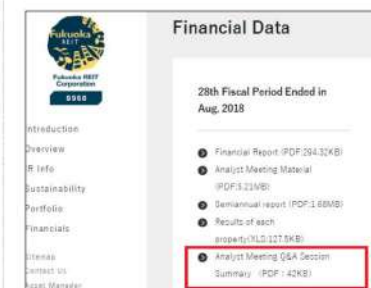 Fukuoka
REIT
Fukuoka REIT
Corporation
8968
Introduction
Overview
IR Info
Sustainability
Portfolio
Financials
Sitemap
Contact Us
Asset Manager
Financial Data
28th Fiscal Period Ended in
Aug, 2018
Financial Report (PDF:294.32KB)
Analyst Meeting Material
(PDF:5.21MB)
Semiannual report (PDF:1.68MB)
Results of each
property(XLS:127.5KB)
Analyst Meeting Q&A Session
Summary (PDF : 42KB)